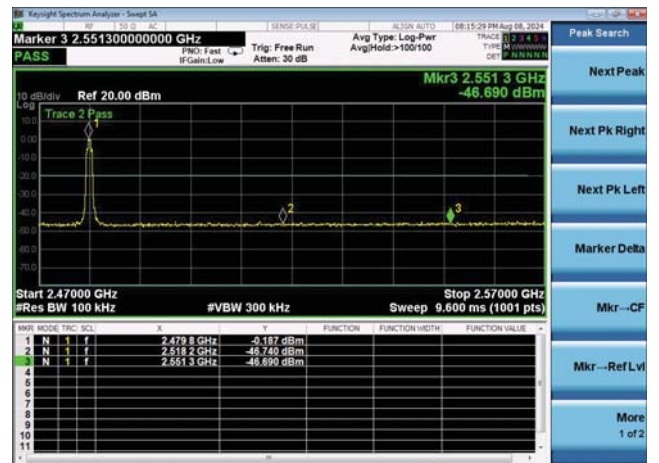 Keysight Spectrum Analyzer - Swept SA
RF 50 Ω AC SENSE:PULSE ALIGN AUTO 08:15:29 PM Aug 08, 2024
Marker 3 2.551300000000 GHz
PNO: Fast
IFGain:Low
Trig: Free Run
Atten: 30 dB
Avg Type: Log-Pwr
Avg|Hold:>100/100
TRACE 1 2 3 4 5 6
TYPE M
DET P N N N N N
PASS
Peak Search
Mkr3 2.551 3 GHz
-46.690 dBm
10 dB/div Ref 20.00 dBm
Log
Trace 2 Pass
10.0
0.00
-10.0
-20.0
-30.0
-40.0
-50.0
-60.0
-70.0
1
2
3
Start 2.47000 GHz Stop 2.57000 GHz
#Res BW 100 kHz #VBW 300 kHz Sweep 9.600 ms (1001 pts)
MKR MODE TRC SCL X Y FUNCTION FUNCTION WIDTH FUNCTION VALUE
1 N 1 f 2.479 8 GHz -0.187 dBm
2 N 1 f 2.518 2 GHz -46.740 dBm
3 N 1 f 2.551 3 GHz -46.690 dBm
4
5
6
7
8
9
10
11
Next Peak
Next Pk Right
Next Pk Left
Marker Delta
Mkr→CF
Mkr→Ref Lvl
More
1 of 2